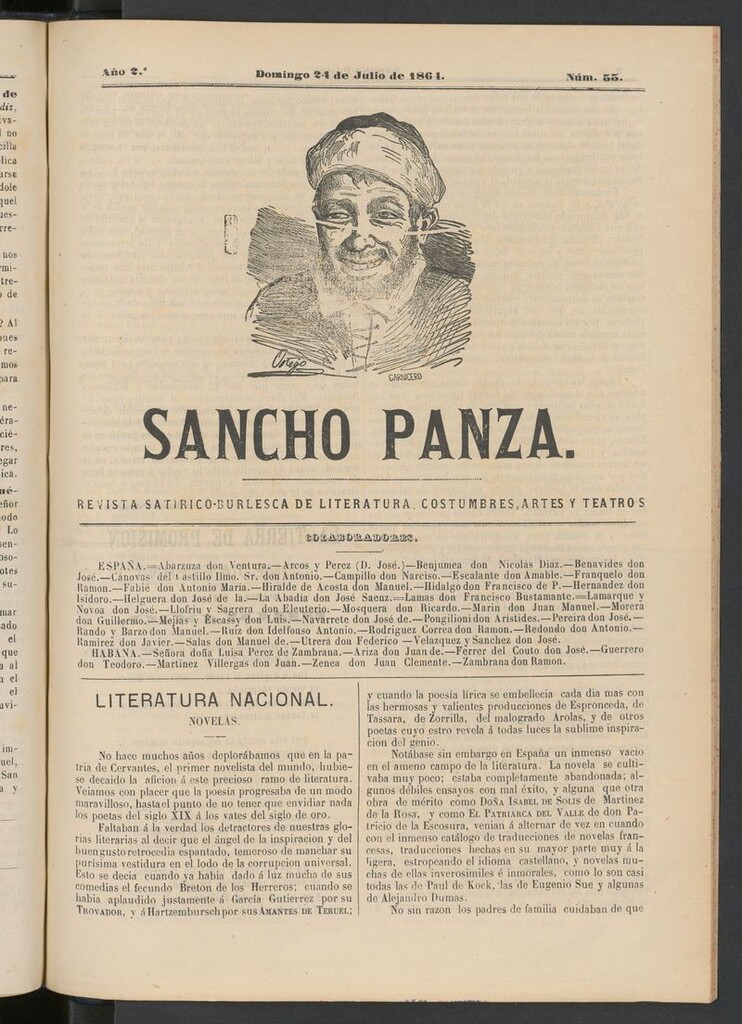 Año 2.º Domingo 24 de Julio de 1864. Núm. 55.
Ortego
CARNICERO
SANCHO PANZA.
REVISTA SATIRICO-BURLESCA DE LITERATURA, COSTUMBRES, ARTES Y TEATROS
COLABORADORES.
ESPAÑA.=Abarzuza don Ventura.—Arcos y Perez (D. José.)—Benjumea don Nicolas Diaz.—Benavides don
José.—Cánovas del Castillo Ilmo. Sr. don Antonio.—Campillo don Narciso.—Escalante don Amable.—Franquelo don
Ramon.—Fabié don Antonio Maria.—Hiralde de Acosta don Manuel.—Hidalgo don Francisco de P.—Hernandez don
Isidoro.—Helguera don José de la.—La Abadia don José Saenz.=Lamas don Francisco Bustamante.=Lamarque y
Novoa don José.—Llofriu y Sagrera don Eleuterio.—Mosquera don Ricardo.—Marin don Juan Manuel.—Morera
don Guillermo.—Mejias y Escassy don Luis.—Navarrete don José de.—Pongilioni don Aristides.—Pereira don José.—
Rando y Barzo don Manuel.—Ruíz don Idelfonso Antonio.—Rodriguez Correa don Ramon.—Redondo don Antonio.—
Ramirez don Javier.—Salas don Manuel de.—Utrera don Federico—Velazquez y Sanchez don José.
HABANA.—Señora doña Luisa Perez de Zambrana.—Ariza don Juan de.—Ferrer del Couto don José.—Guerrero
don Teodoro.—Martinez Villergas don Juan.—Zenea don Juan Clemente.—Zambrana don Ramon.
LITERATURA NACIONAL.
NOVELAS.
No hace muchos años deplorábamos que en la pa-
tria de Cervantes, el primer novelista del mundo, hubie-
se decaido la aficion á este precioso ramo de literatura.
Veiamos con placer que la poesía progresaba de un modo
maravilloso, hasta el punto de no tener que envidiar nada
los poetas del siglo XIX á los vates del siglo de oro.
Faltaban á la verdad los detractores de nuestras glo-
rias literarias al decir que el ángel de la inspiracion y del
buen gusto retrocedia espantado, temeroso de manchar su
purísima vestidura en el lodo de la corrupcion universal.
Esto se decia cuando ya habia dado á luz mucha de sus
comedias el fecundo Breton de los Herreros; cuando se
habia aplaudido justamente á García Gutierrez por su
TROVADOR, y á Hartzembursch por sus AMANTES DE TERUEL;
y cuando la poesía lírica se embellecia cada dia mas con
las hermosas y valientes producciones de Espronceda, de
Tassara, de Zorrilla, del malogrado Arolas, y de otros
poetas cuyo estro revela á todas luces la sublime inspira-
cion del genio.
Notábase sin embargo en España un inmenso vacio
en el ameno campo de la literatura. La novela se culti-
vaba muy poco; estaba completamente abandonada; al-
gunos débiles ensayos con mal éxito, y alguna que otra
obra de mérito como DOÑA ISABEL DE SOLIS de Martinez
de la Rosa, y como EL PATRIARCA DEL VALLE de don Pa-
tricio de la Escosura, venian á alternar de vez en cuando
con el inmenso catálogo de traducciones de novelas fran-
cesas, traducciones hechas en su mayor parte muy á la
ligera, estropeando el idioma castellano, y novelas mu-
chas de ellas inverosimiles é inmorales, como lo son casi
todas las de Paul de Kock, las de Eugenio Sue y algunas
de Alejandro Dumas.
No sin razon los padres de familia cuidaban de que